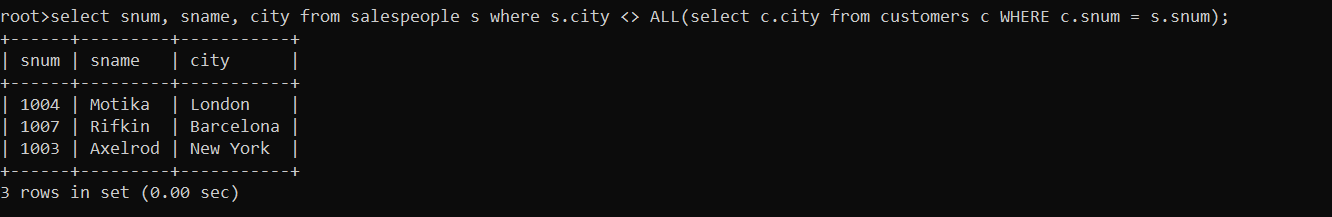 root>select snum, sname, city from salespeople s where s.city <> ALL(select c.city from customers c WHERE c.snum = s.snum);
+------+---------+-----------+
| snum | sname   | city      |
+------+---------+-----------+
| 1004 | Motika  | London    |
| 1007 | Rifkin  | Barcelona |
| 1003 | Axelrod | New York  |
+------+---------+-----------+
3 rows in set (0.00 sec)